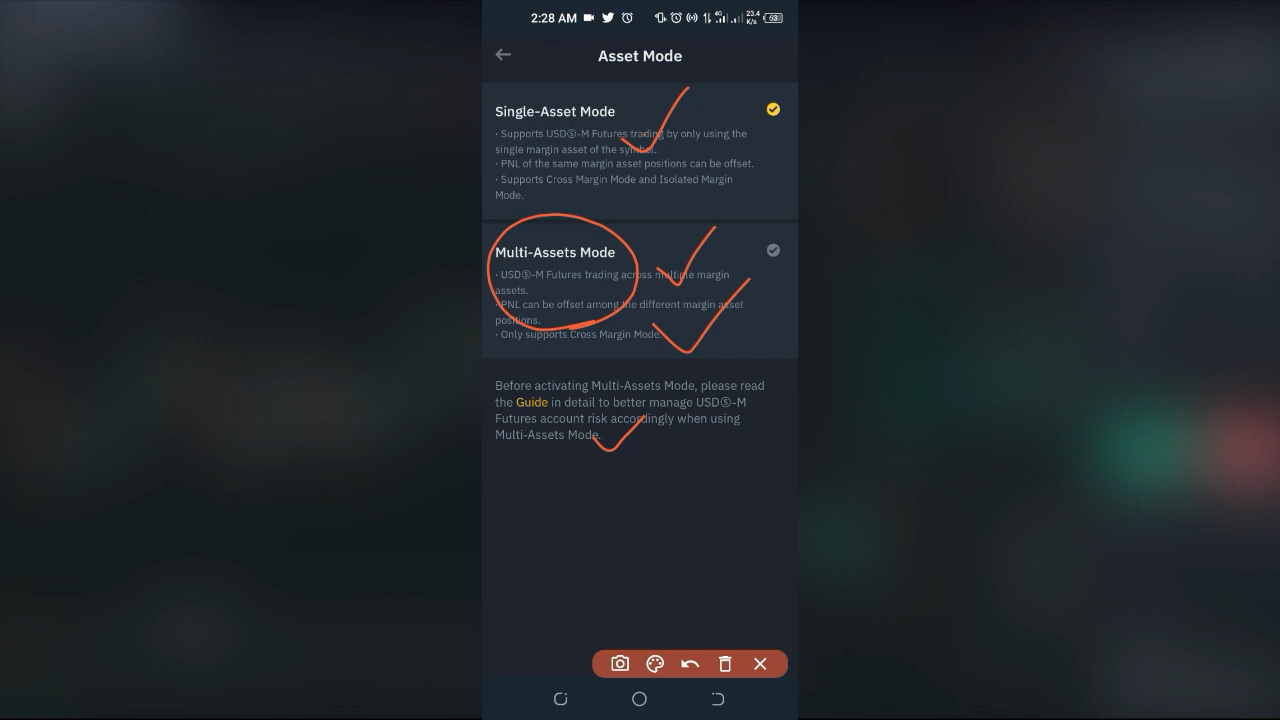 2:28 AM
4G
23.4
K/s
53
Asset Mode
Single-Asset Mode
· Supports USDⓈ-M Futures trading by only using the
single margin asset of the symbol.
· PNL of the same margin asset positions can be offset.
· Supports Cross Margin Mode and Isolated Margin
Mode.
Multi-Assets Mode
· USDⓈ-M Futures trading across multiple margin
assets.
· PNL can be offset among the different margin asset
positions.
· Only supports Cross Margin Mode.
Before activating Multi-Assets Mode, please read
the Guide in detail to better manage USDⓈ-M
Futures account risk accordingly when using
Multi-Assets Mode.